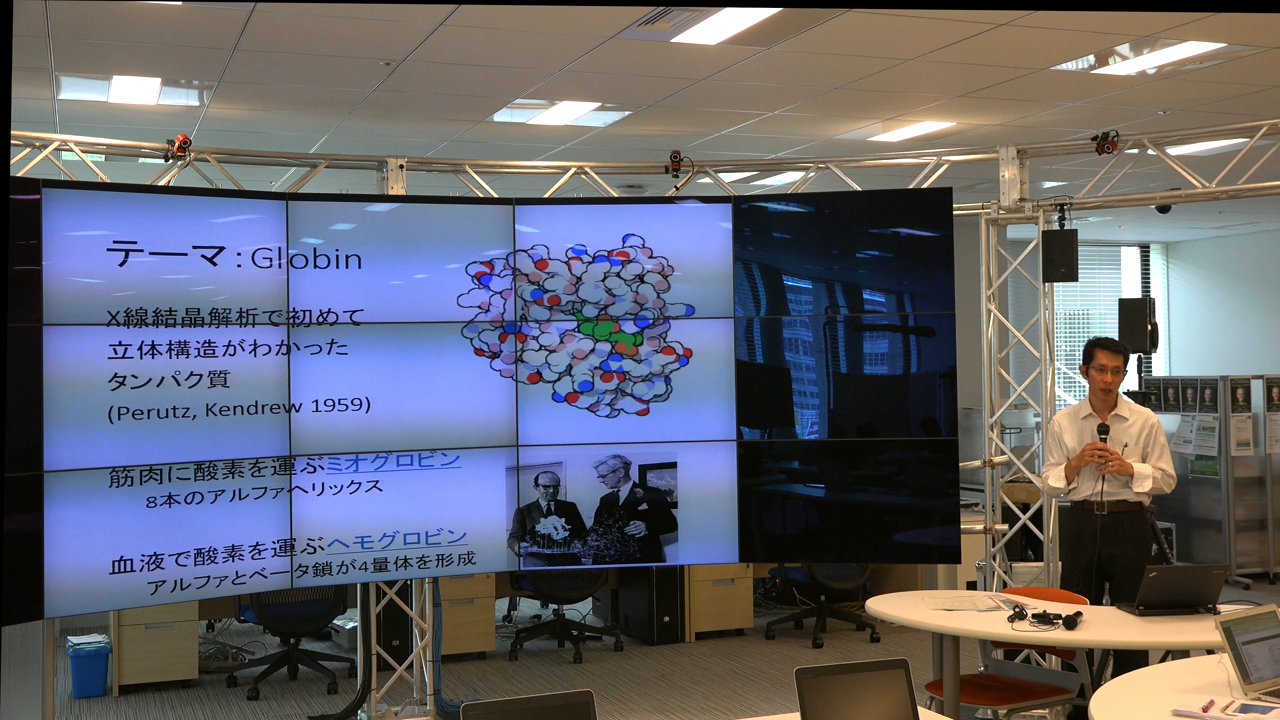 テーマ：Globin
X線結晶解析で初めて
立体構造がわかった
タンパク質
(Perutz, Kendrew 1959)
筋肉に酸素を運ぶミオグロビン
8本のアルファヘリックス
血液で酸素を運ぶヘモグロビン
アルファとベータ鎖が4量体を形成